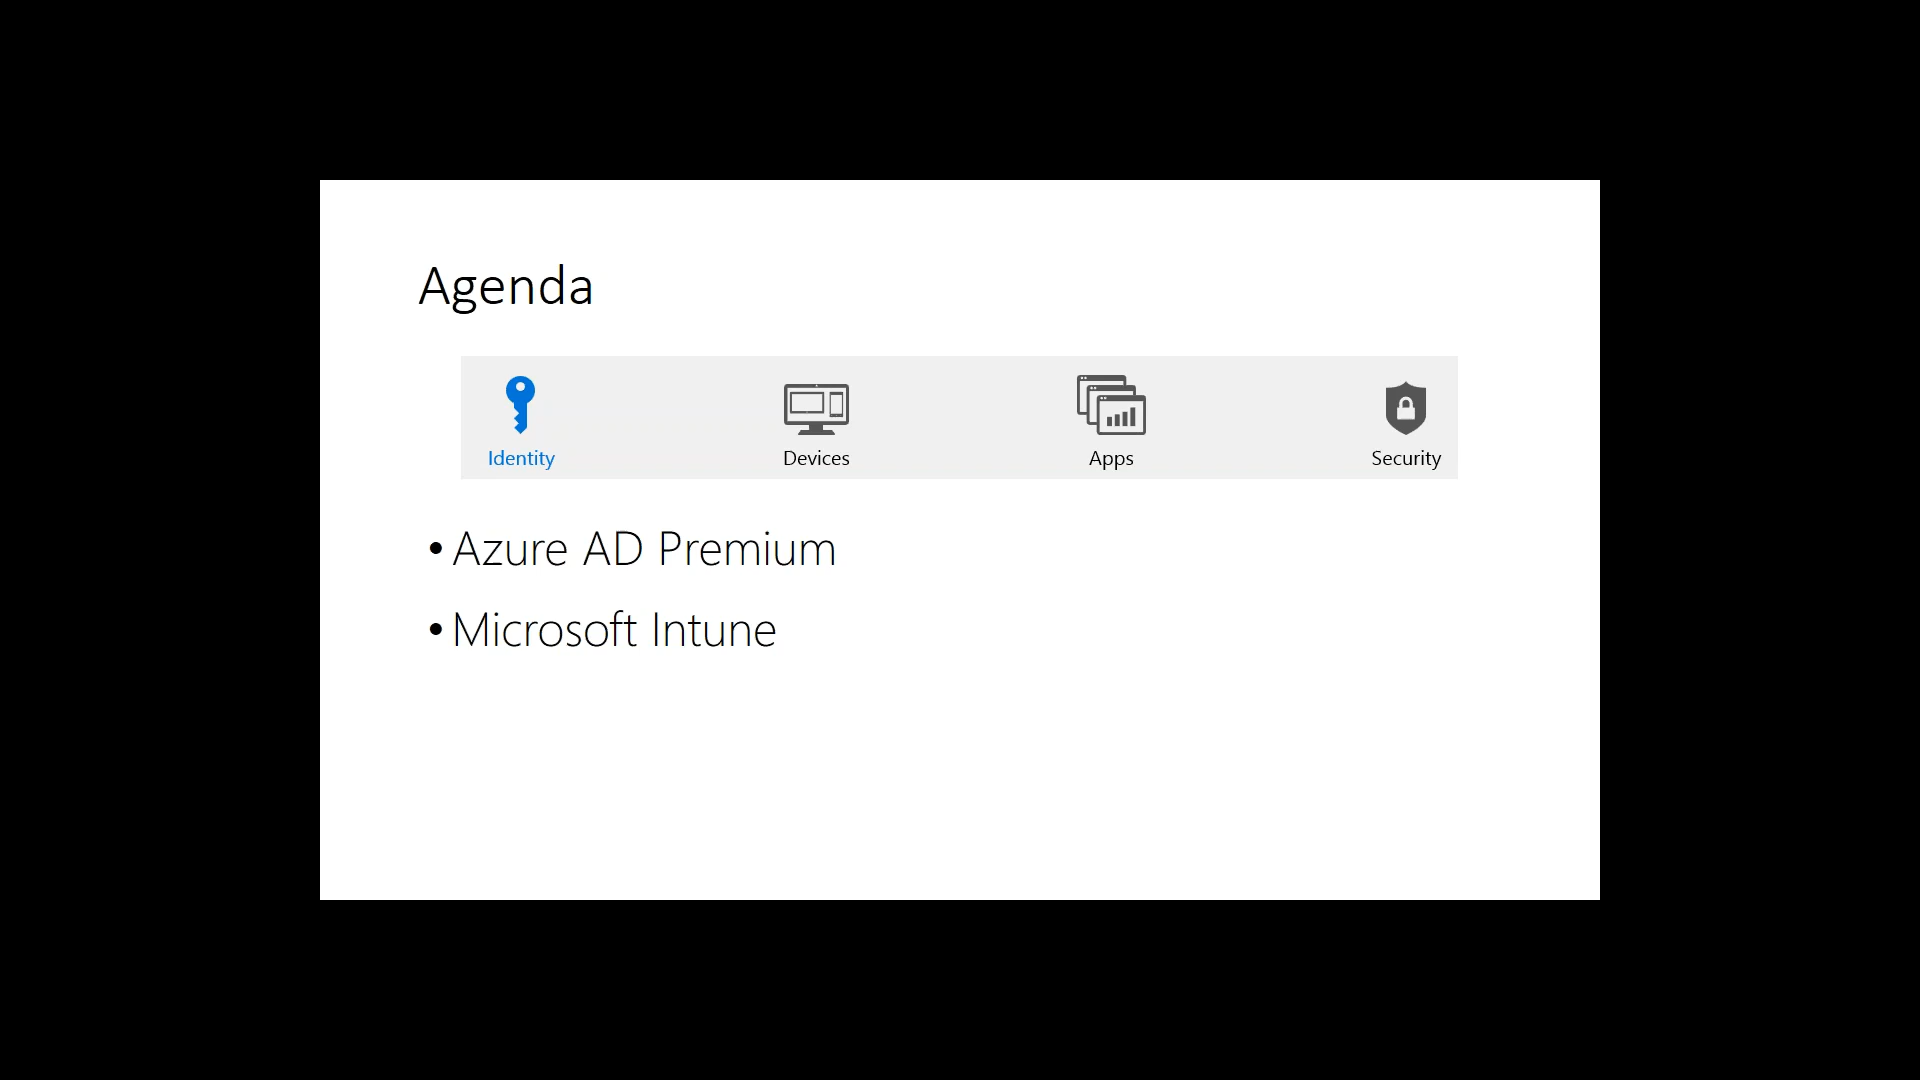 Agenda
Identity Devices Apps Security
• Azure AD Premium
• Microsoft Intune